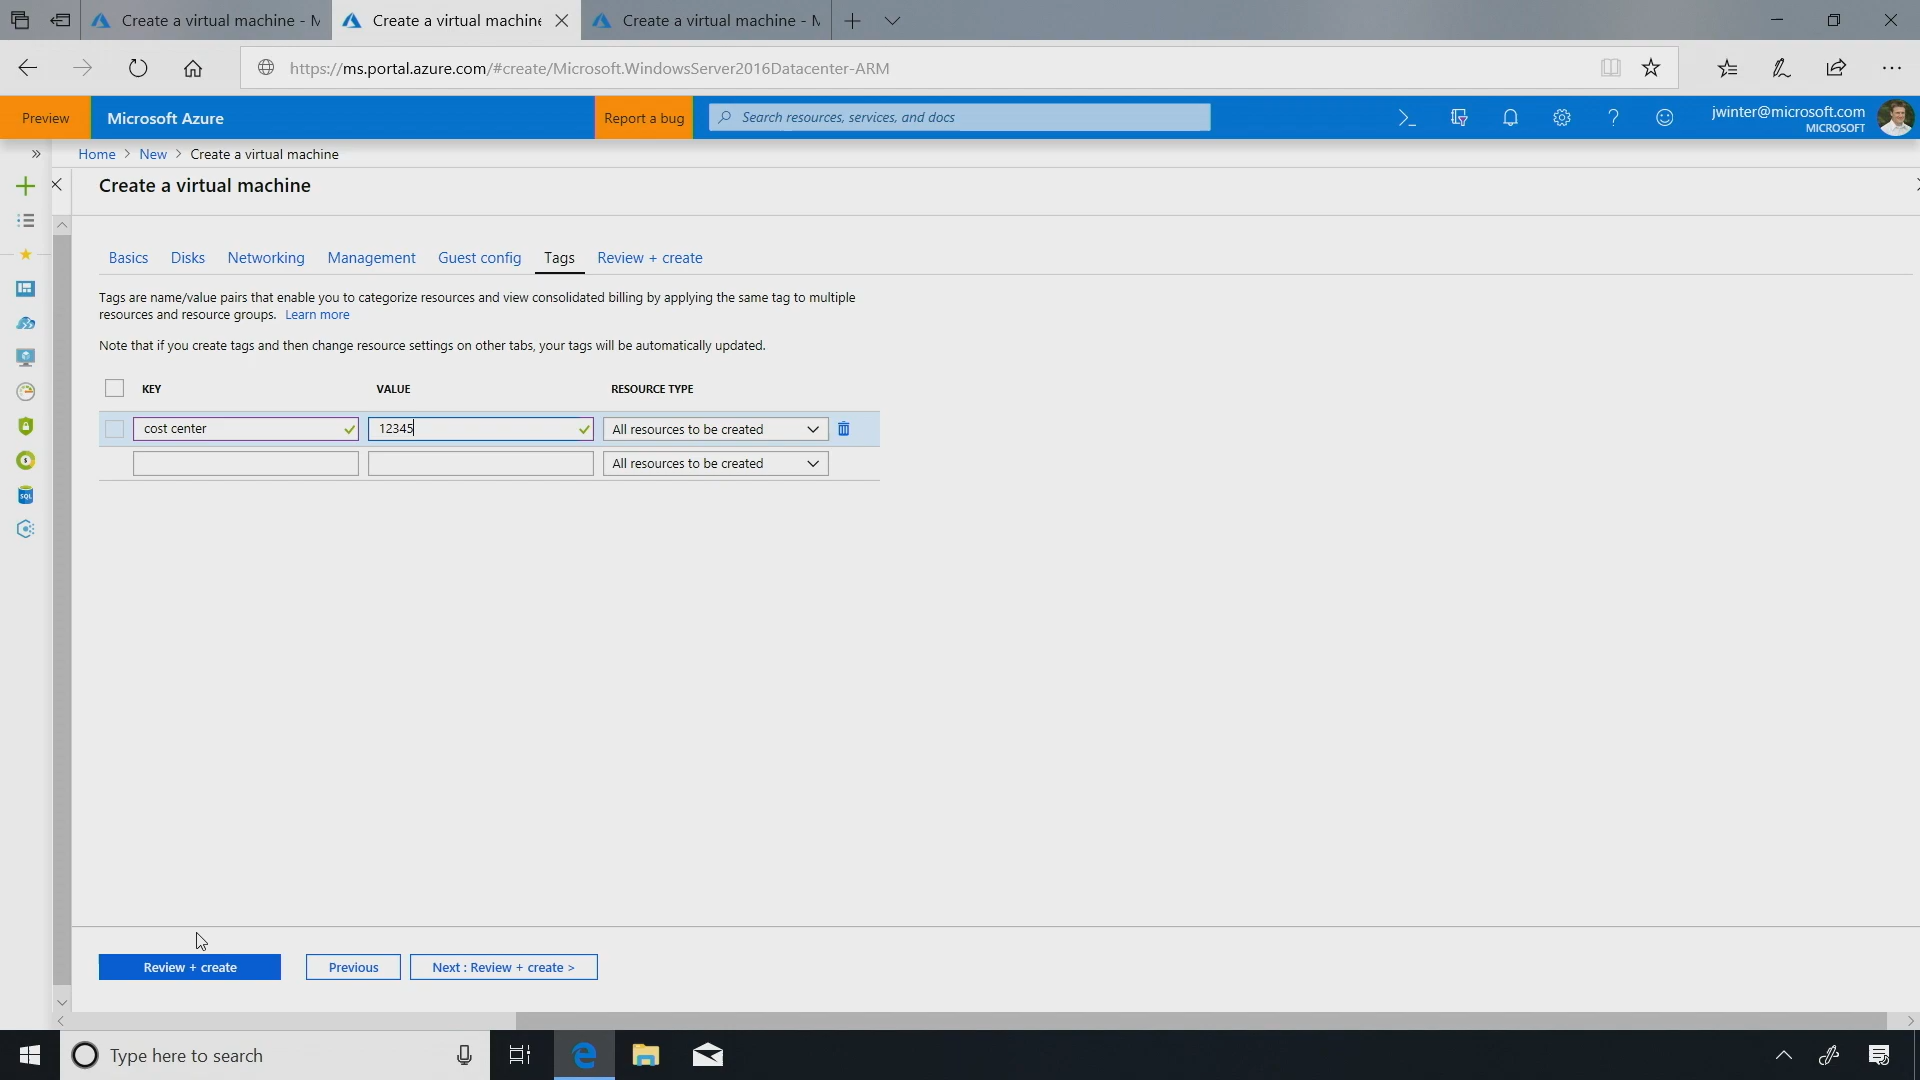 Create a virtual machine - M
Create a virtual machine
Create a virtual machine - M
https://ms.portal.azure.com/#create/Microsoft.WindowsServer2016Datacenter-ARM
Preview
Microsoft Azure
Report a bug
Search resources, services, and docs
jwinter@microsoft.com
MICROSOFT
Home > New > Create a virtual machine
Create a virtual machine
Basics Disks Networking Management Guest config Tags Review + create
Tags are name/value pairs that enable you to categorize resources and view consolidated billing by applying the same tag to multiple
resources and resource groups. Learn more
Note that if you create tags and then change resource settings on other tabs, your tags will be automatically updated.
KEY VALUE RESOURCE TYPE
cost center 12345 All resources to be created
All resources to be created
SQL
Review + create Previous Next : Review + create >
Type here to search